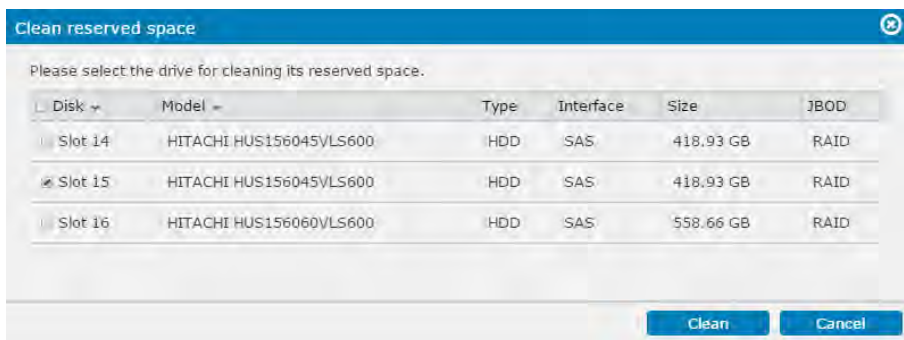 Clean reserved space
Please select the drive for cleaning its reserved space.
Disk Model Type Interface Size JBOD
Slot 14 HITACHI HUS156045VLS600 HDD SAS 418.93 GB RAID
Slot 15 HITACHI HUS156045VLS600 HDD SAS 418.93 GB RAID
Slot 16 HITACHI HUS156060VLS600 HDD SAS 558.66 GB RAID
Clean Cancel